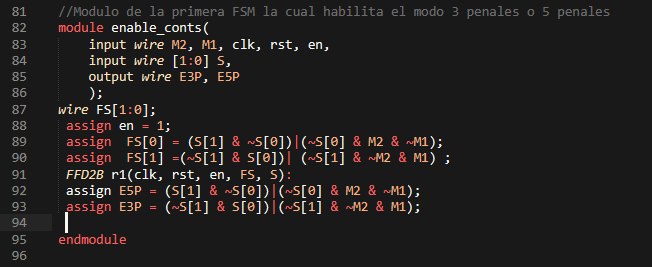 81 //Modulo de la primera FSM la cual habilita el modo 3 penales o 5 penales
82 module enable_conts(
83 input wire M2, M1, clk, rst, en,
84 input wire [1:0] S,
85 output wire E3P, E5P
86 );
87 wire FS[1:0];
88 assign en = 1;
89 assign  FS[0] = (S[1] & ~S[0])|(~S[0] & M2 & ~M1);
90 assign  FS[1] =(~S[1] & S[0])| (~S[1] & ~M2 & M1) ;
91 FFD2B r1(clk, rst, en, FS, S):
92 assign E5P = (S[1] & ~S[0])|(~S[0] & M2 & ~M1);
93 assign E3P = (~S[1] & S[0])|(~S[1] & ~M2 & M1);
94
95 endmodule
96